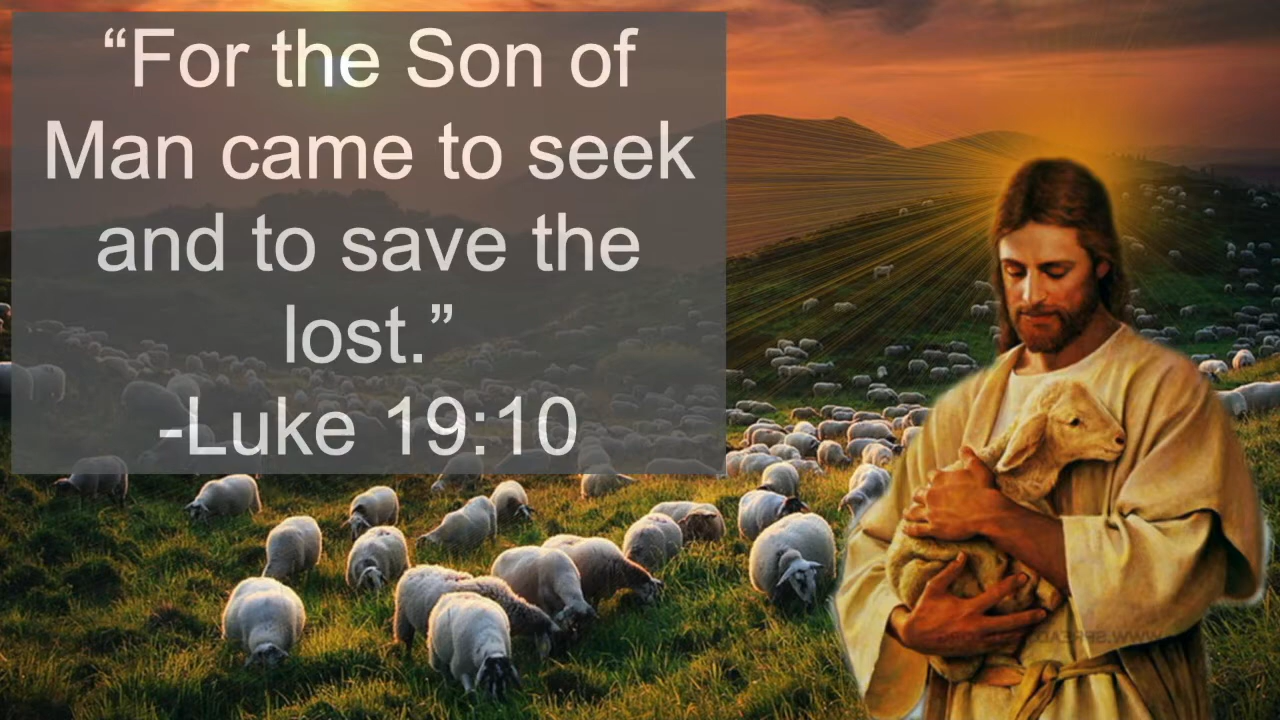 “For the Son of
Man came to seek
and to save the
lost.”
-Luke 19:10